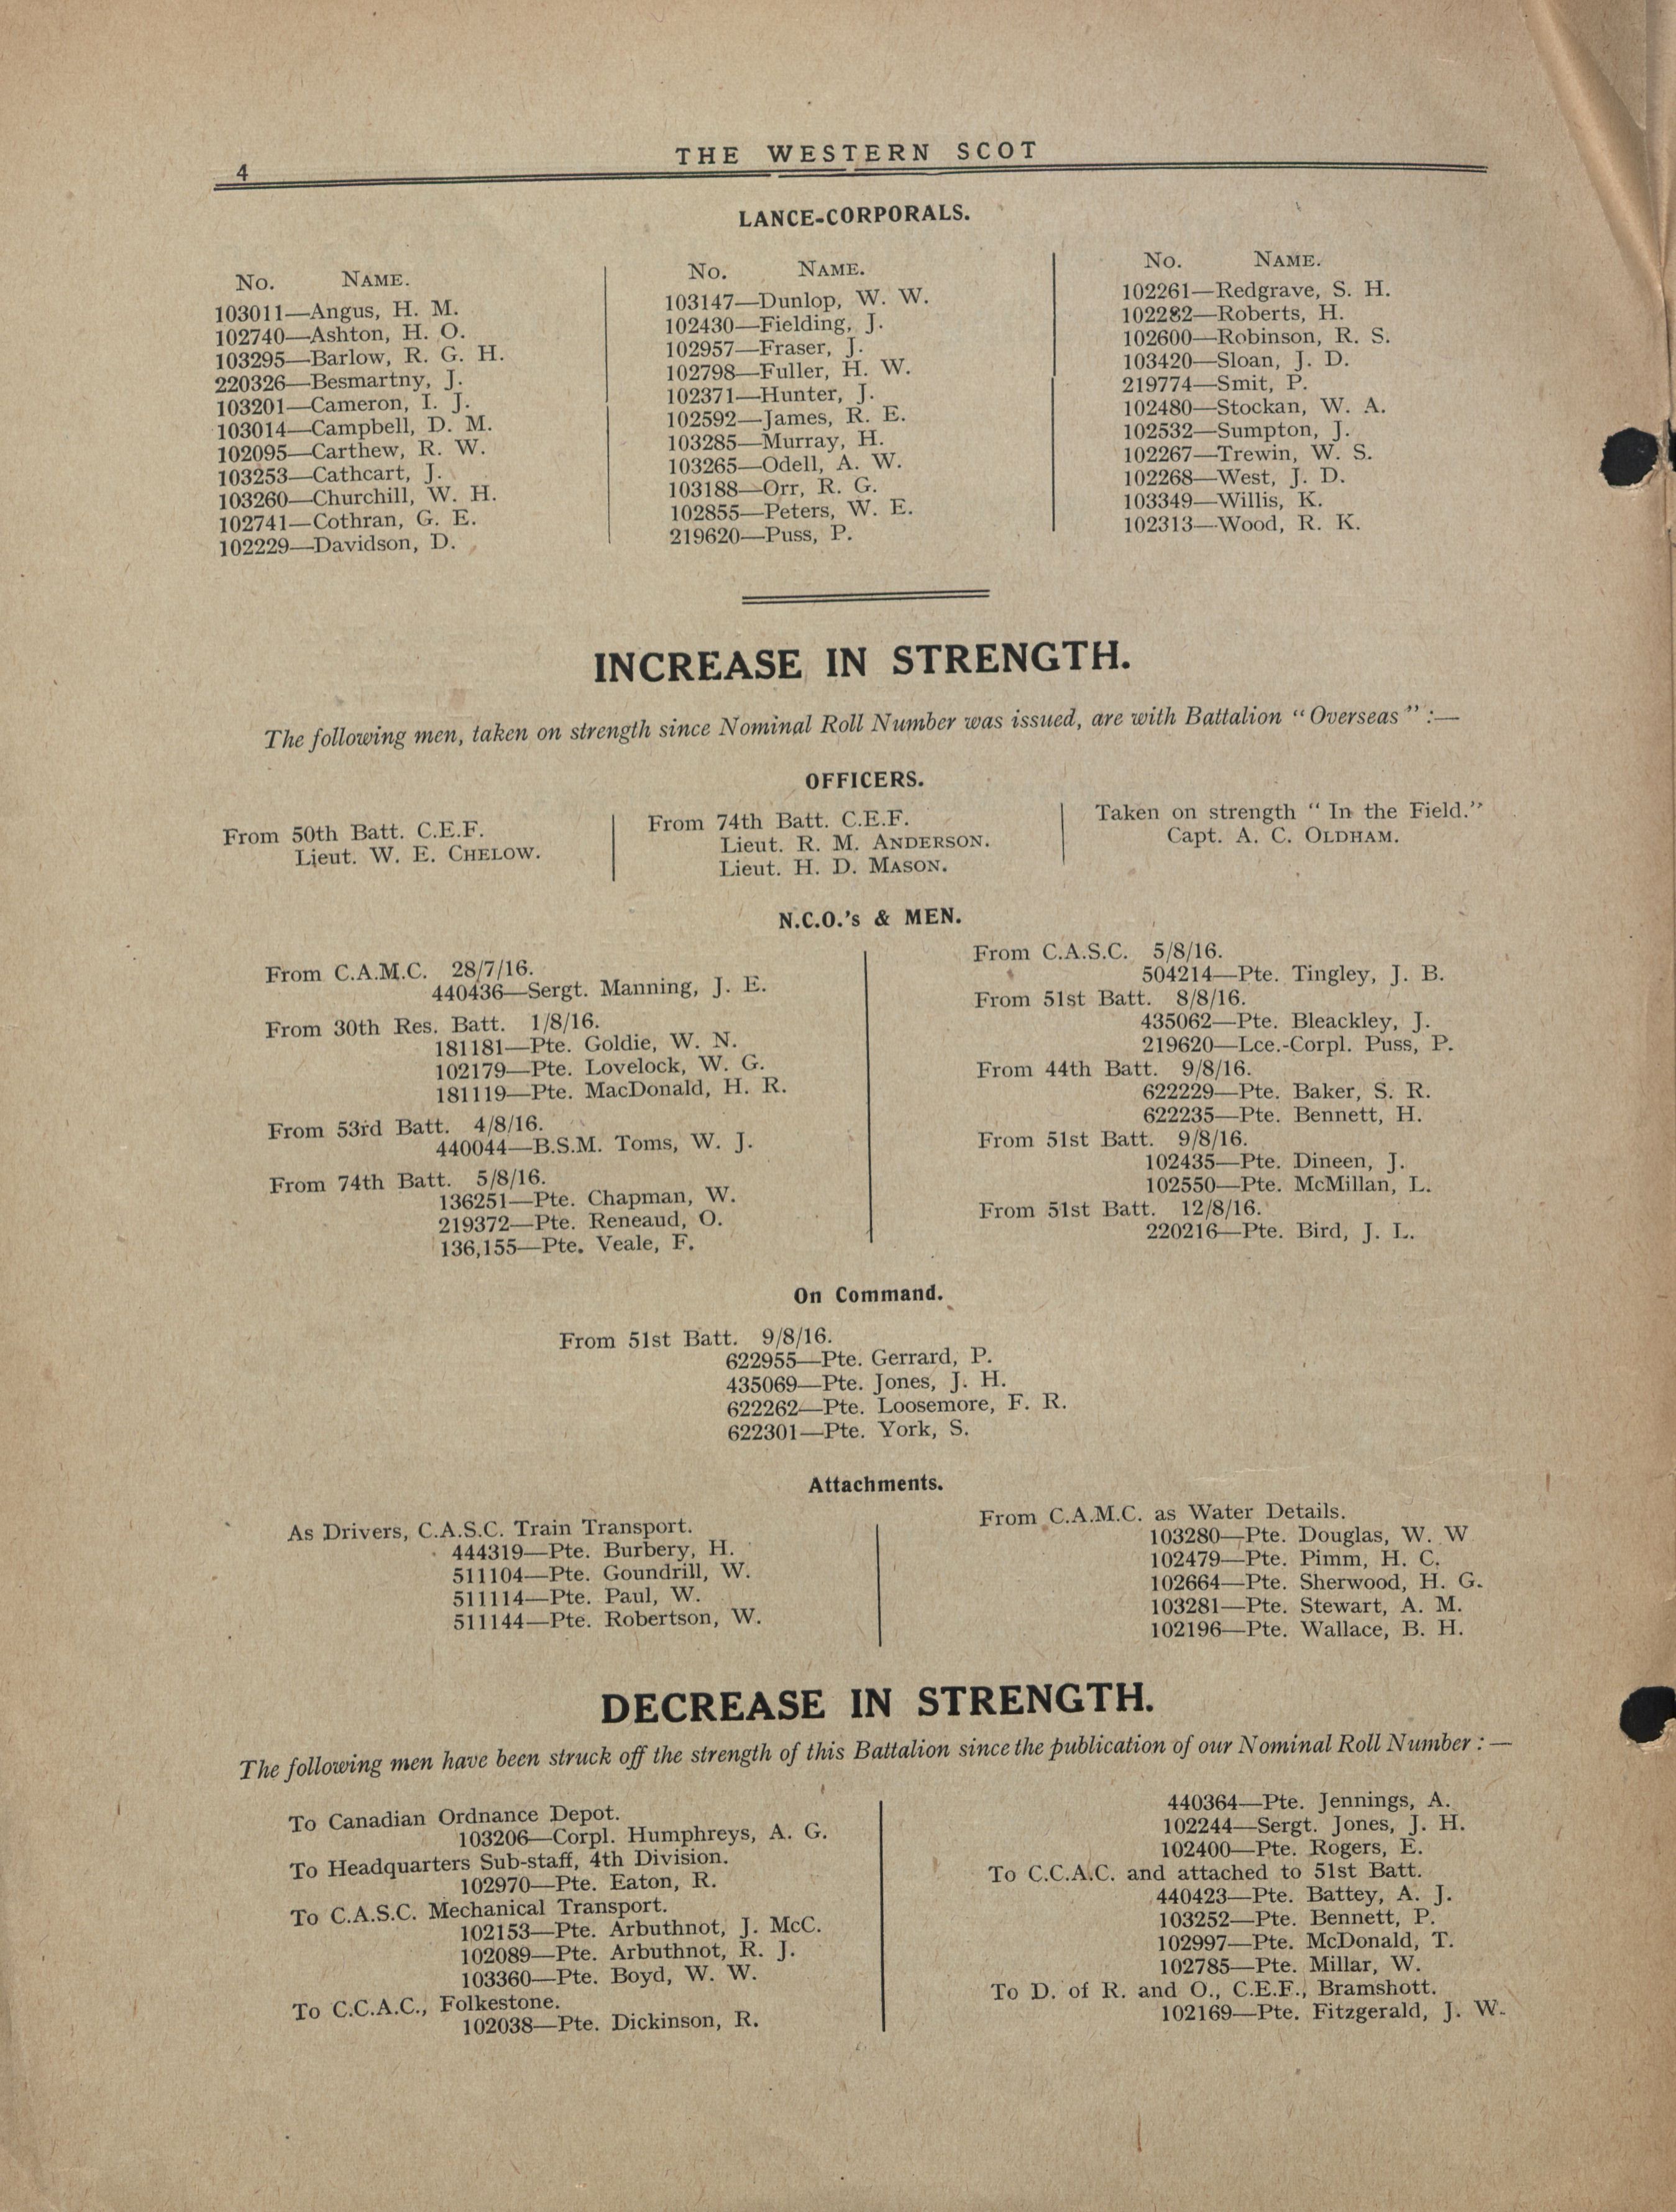 4
THE WESTERN SCOT
LANCE-CORPORALS.
No. NAME.
103011—Angus, H. M.
102740—Ashton, H. O.
103295—Barlow, R. G. H.
220326—Besmartny, J.
103201—Cameron, I. J.
103014—Campbell, D. M.
102095—Carthew, R. W.
103253—Cathcart, J.
103260—Churchill, W. H.
102741—Cothran, G. E.
102229—Davidson, D.
No. NAME.
103147—Dunlop, W. W.
102430—Fielding, J.
102957—Fraser, J.
102798—Fuller, H. W.
102371—Hunter, J.
102592—James, R. E.
103285—Murray, H.
103265—Odell, A. W.
103188—Orr, R. G.
102855—Peters, W. E.
219620—Puss, P.
No. NAME.
102261—Redgrave, S. H.
102282—Roberts, H.
102600—Robinson, R. S.
103420—Sloan, J. D.
219774—Smit, P.
102480—Stockan, W. A.
102532—Sumpton, J.
102267—Trewin, W. S.
102268—West, J. D.
103349—Willis, K.
102313—Wood, R. K.
INCREASE IN STRENGTH.
The following men, taken on strength since Nominal Roll Number was issued, are with Battalion “Overseas” :—
OFFICERS.
From 50th Batt. C.E.F.
Lieut. W. E. CHELOW.
From 74th Batt. C.E.F.
Lieut. R. M. ANDERSON.
Lieut. H. D. MASON.
Taken on strength “ In the Field.”
Capt. A. C. OLDHAM.
N.C.O.'s & MEN.
From C.A.M.C. 28/7/16.
440436—Sergt. Manning, J. E.
From 30th Res. Batt. 1/8/16.
181181—Pte. Goldie, W. N.
102179—Pte. Lovelock, W. G.
181119—Pte. MacDonald, H. R.
From 53rd Batt. 4/8/16.
440044—B.S.M. Toms, W. J.
From 74th Batt. 5/8/16.
136251—Pte. Chapman, W.
219372—Pte. Reneaud, O.
136,155—Pte. Veale, F.
From C.A.S.C. 5/8/16.
504214—Pte. Tingley, J. B.
From 51st Batt. 8/8/16.
435062—Pte. Bleackley, J.
219620—Lce.-Corpl. Puss, P.
From 44th Batt. 9/8/16.
622229—Pte. Baker, S. R.
622235—Pte. Bennett, H.
From 51st Batt. 9/8/16.
102435—Pte. Dineen, J.
102550—Pte. McMillan, L.
From 51st Batt. 12/8/16.
220216—Pte. Bird, J. L.
On Command.
From 51st Batt. 9/8/16.
622955—Pte. Gerrard, P.
435069—Pte. Jones, J. H.
622262—Pte. Loosemore, F. R.
622301—Pte. York, S.
Attachments.
As Drivers, C.A.S.C. Train Transport.
444319—Pte. Burbery, H.
511104—Pte. Goundrill, W.
511114—Pte. Paul, W.
511144—Pte. Robertson, W.
From C.A.M.C. as Water Details.
103280—Pte. Douglas, W. W
102479—Pte. Pimm, H. C.
102664—Pte. Sherwood, H. G.
103281—Pte. Stewart, A. M.
102196—Pte. Wallace, B. H.
DECREASE IN STRENGTH.
The following men have been struck off the strength of this Battalion since the publication of our Nominal Roll Number : —
To Canadian Ordnance Depot.
103206—Corpl. Humphreys, A. G.
To Headquarters Sub-staff, 4th Division.
102970—Pte. Eaton, R.
To C.A.S.C. Mechanical Transport.
102153—Pte. Arbuthnot, J. McC.
102089—Pte. Arbuthnot, R. J.
103360—Pte. Boyd, W. W.
To C.C.A.C., Folkestone.
102038—Pte. Dickinson, R.
440364—Pte. Jennings, A.
102244—Sergt. Jones, J. H.
102400—Pte. Rogers, E.
To C.C.A.C. and attached to 51st Batt.
440423—Pte. Battey, A. J.
103252—Pte. Bennett, P.
102997—Pte. McDonald, T.
102785—Pte. Millar, W.
To D. of R. and O., C.E.F., Bramshott.
102169—Pte. Fitzgerald, J. W.